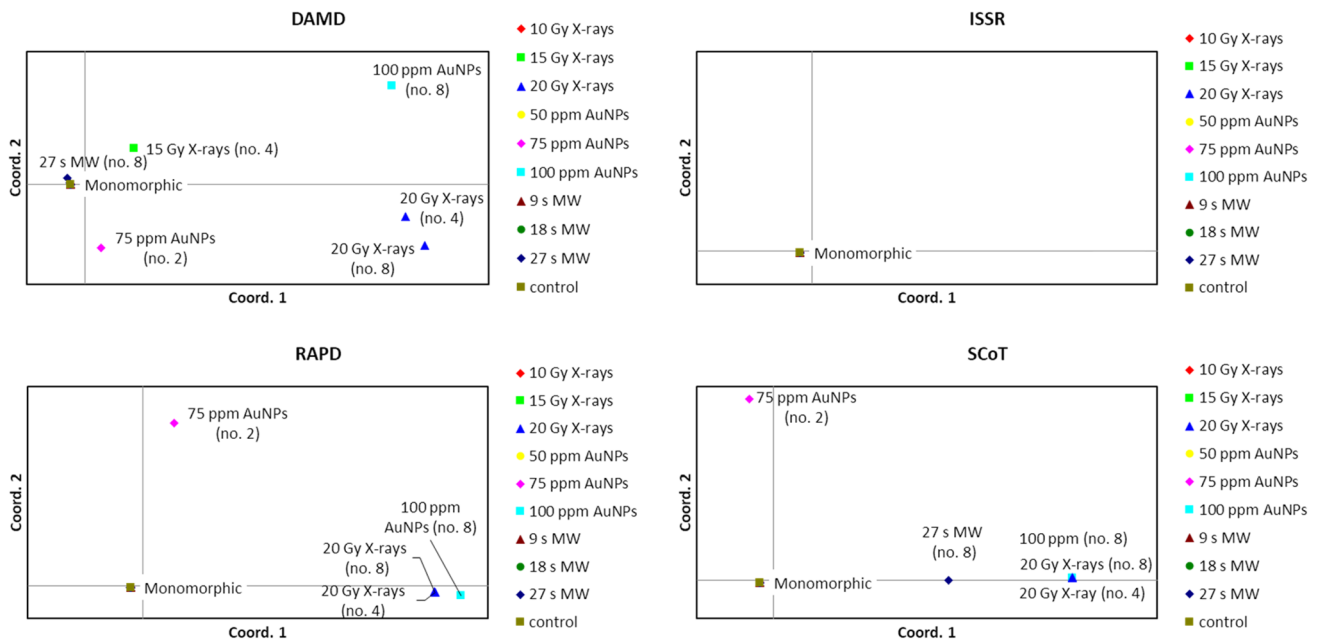 DAMD
100 ppm AuNPs
(no. 8)
15 Gy X-rays (no. 4)
27 s MW (no. 8)
Monomorphic
20 Gy X-rays
(no. 4)
75 ppm AuNPs
(no. 2)
20 Gy X-rays
(no. 8)
Coord. 2
Coord. 1
10 Gy X-rays
15 Gy X-rays
20 Gy X-rays
50 ppm AuNPs
75 ppm AuNPs
100 ppm AuNPs
9 s MW
18 s MW
27 s MW
control
ISSR
Monomorphic
Coord. 2
Coord. 1
10 Gy X-rays
15 Gy X-rays
20 Gy X-rays
50 ppm AuNPs
75 ppm AuNPs
100 ppm AuNPs
9 s MW
18 s MW
27 s MW
control
RAPD
75 ppm AuNPs
(no. 2)
100 ppm
AuNPs (no. 8)
20 Gy X-rays
(no. 8)
Monomorphic
20 Gy X-rays
(no. 4)
Coord. 2
Coord. 1
10 Gy X-rays
15 Gy X-rays
20 Gy X-rays
50 ppm AuNPs
75 ppm AuNPs
100 ppm AuNPs
9 s MW
18 s MW
27 s MW
control
SCoT
75 ppm AuNPs
(no. 2)
27 s MW
(no. 8)
100 ppm (no. 8)
20 Gy X-rays (no. 8)
20 Gy X-ray (no. 4)
Monomorphic
Coord. 2
Coord. 1
10 Gy X-rays
15 Gy X-rays
20 Gy X-rays
50 ppm AuNPs
75 ppm AuNPs
100 ppm AuNPs
9 s MW
18 s MW
27 s MW
control